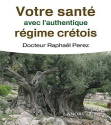 Votre santé
avec l'authentique
régime crétois
Docteur Raphaël Perez